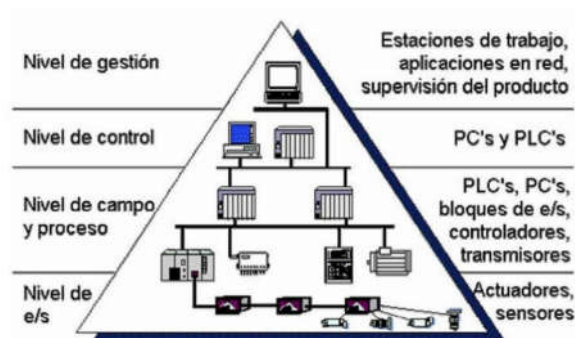 Nivel de gestión
Estaciones de trabajo,
aplicaciones en red,
supervisión del producto
Nivel de control
PC's y PLC's
Nivel de campo
y proceso
PLC's, PC's,
bloques de e/s,
controladores,
transmisores
Nivel de
e/s
Actuadores,
sensores